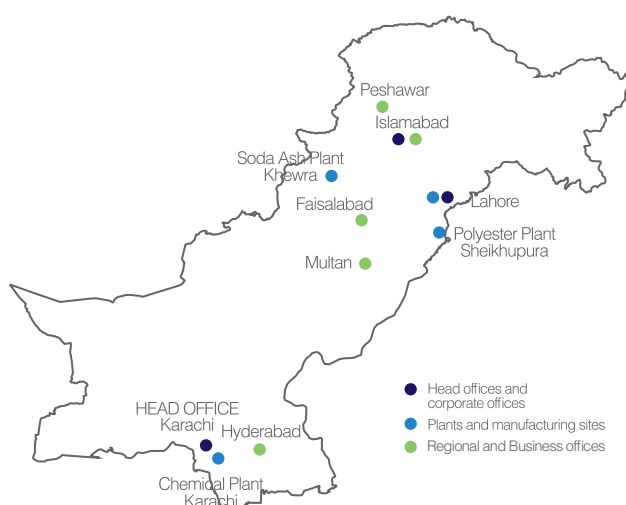 Peshawar
Islamabad
Soda Ash Plant
Khewra
Faisalabad
Lahore
Polyester Plant
Sheikhupura
Multan
Head offices and
corporate offices
Plants and manufacturing sites
Regional and Business offices
HEAD OFFICE
Karachi
Hyderabad
Chemical Plant
Karachi